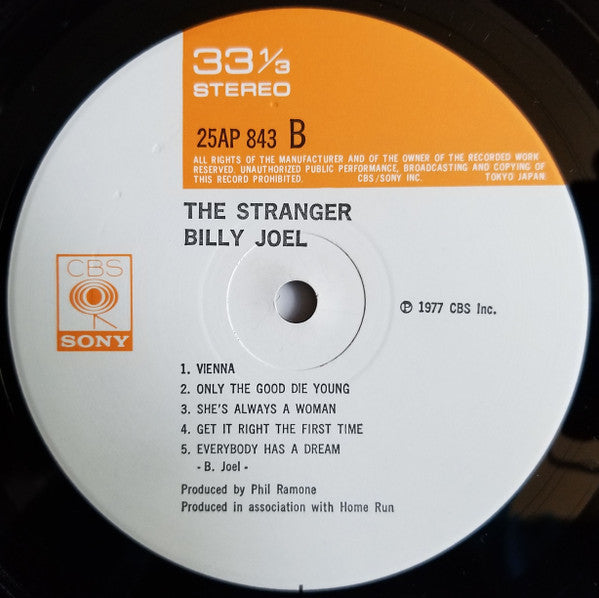 33 1/3
STEREO
25AP 843 B
ALL RIGHTS OF THE MANUFACTURER AND OF THE OWNER OF THE RECORDED WORK
RESERVED. UNAUTHORIZED PUBLIC PERFORMANCE, BROADCASTING AND COPYING OF
THIS RECORD PROHIBITED. CBS/SONY INC. TOKYO JAPAN
THE STRANGER
BILLY JOEL
CBS
SONY
℗ 1977 CBS Inc.
1. VIENNA
2. ONLY THE GOOD DIE YOUNG
3. SHE'S ALWAYS A WOMAN
4. GET IT RIGHT THE FIRST TIME
5. EVERYBODY HAS A DREAM
- B. Joel -
Produced by Phil Ramone
Produced in association with Home Run